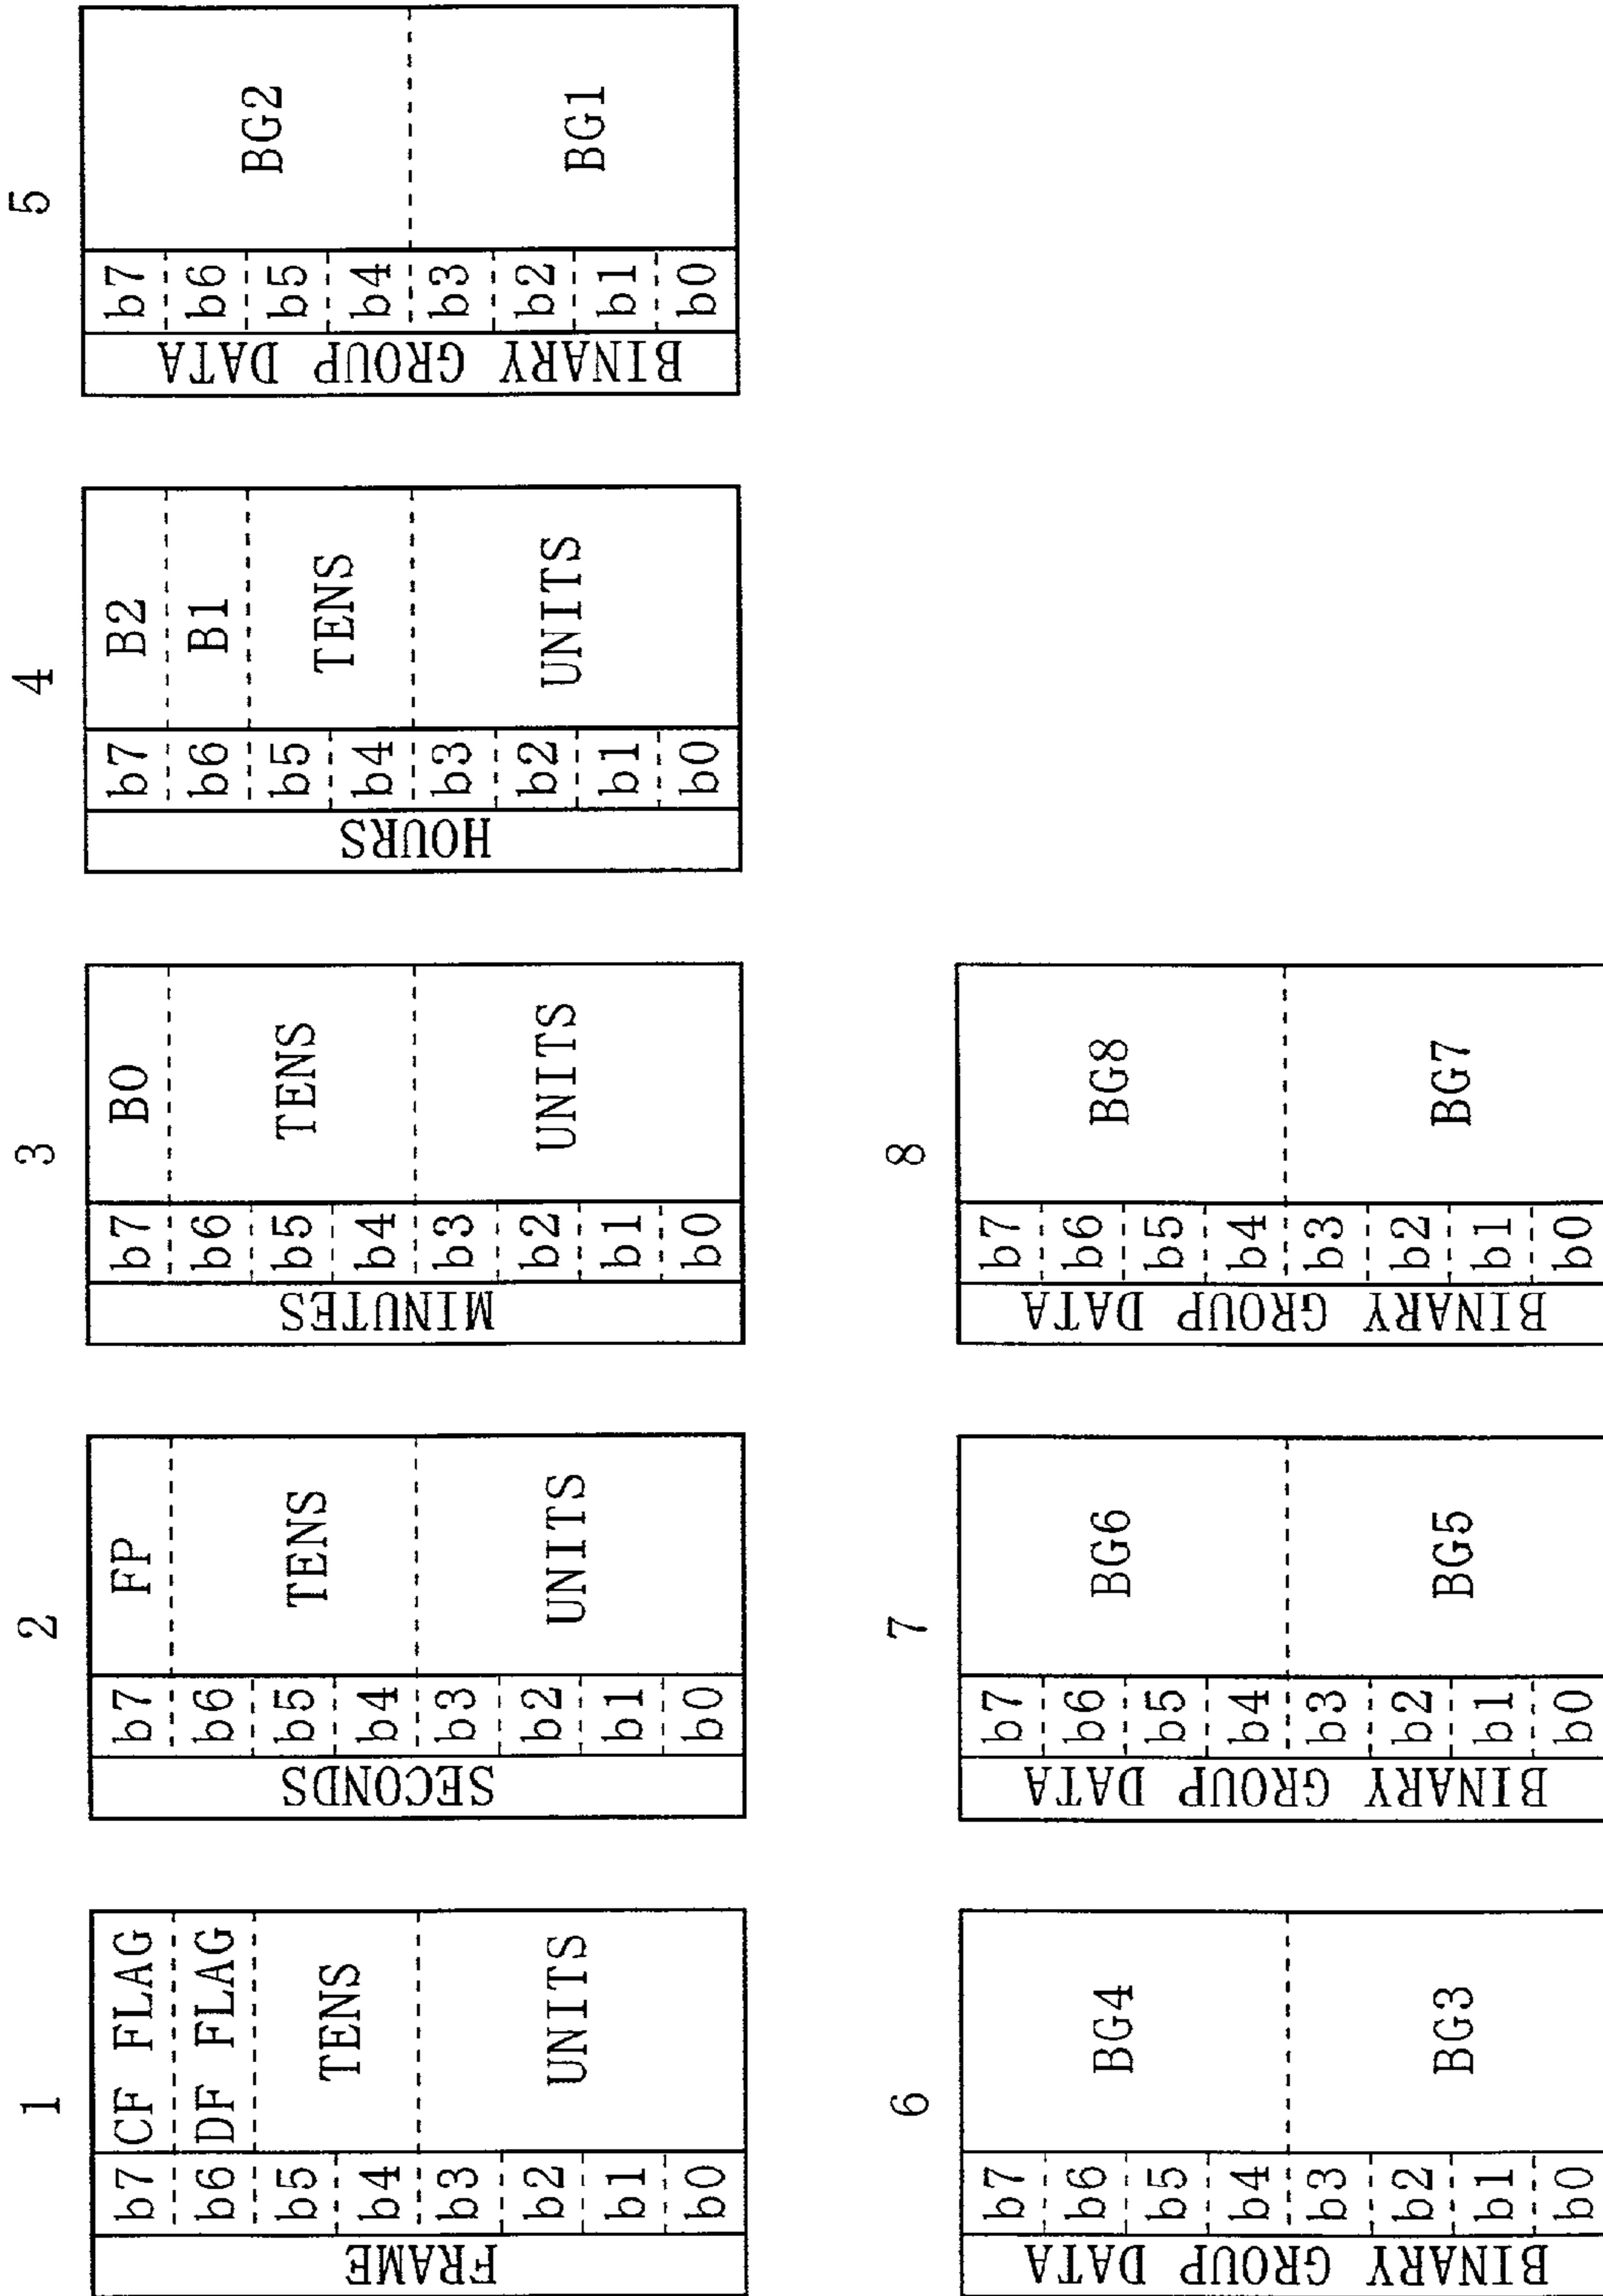 1
FRAME
b7 CF FLAG
b6 DF FLAG
b5
b4
TENS
b3
b2
b1
b0
UNITS
2
SECONDS
b7 FP
b6
b5
b4
TENS
b3
b2
b1
b0
UNITS
3
MINUTES
b7 BO
b6
b5
b4
TENS
b3
b2
b1
b0
UNITS
4
HOURS
b7 B2
b6 B1
b5
b4
TENS
b3
b2
b1
b0
UNITS
5
BINARY GROUP DATA
b7
b6
b5
b4
BG2
b3
b2
b1
b0
BG1
6
BINARY GROUP DATA
b7
b6
b5
b4
BG4
b3
b2
b1
b0
BG3
7
BINARY GROUP DATA
b7
b6
b5
b4
BG6
b3
b2
b1
b0
BG5
8
BINARY GROUP DATA
b7
b6
b5
b4
BG8
b3
b2
b1
b0
BG7